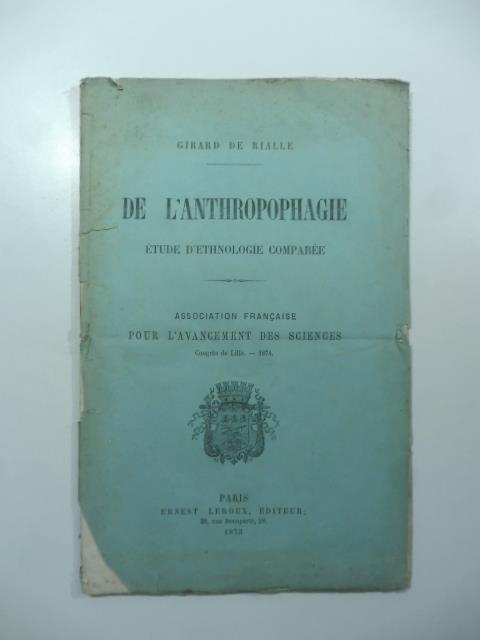 GIRARD DE RIALLE
DE L'ANTHROPOPHAGIE
ÉTUDE D'ETHNOLOGIE COMPARÉE
ASSOCIATION FRANÇAISE
POUR L'AVANCEMENT DES SCIENCES
Congrès de Lille. — 1874.
PARIS
ERNEST LEROUX, ÉDITEUR,
28, rue Bonaparte, 28
1875